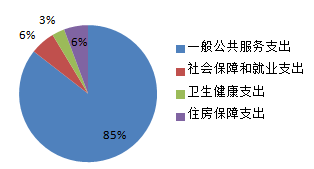 3%
6%
6%
85%
一般公共服务支出
社会保障和就业支出
卫生健康支出
住房保障支出